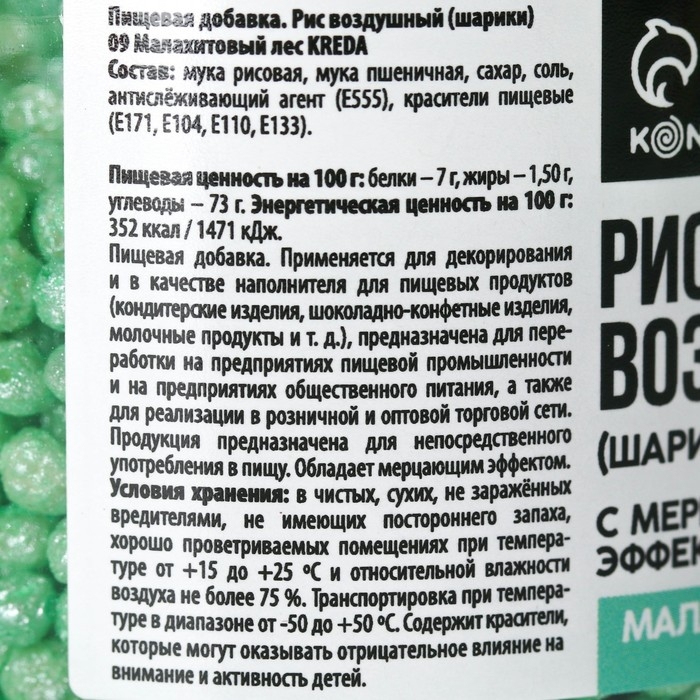 Пищевая добавка. Рис воздушный (шарики)
09 Малахитовый лес KREDA
Состав: мука рисовая, мука пшеничная, сахар, соль,
антислёживающий агент (Е555), красители пищевые
(Е171, Е104, Е110, Е133).
Пищевая ценность на 100 г: белки – 7 г, жиры – 1,50 г,
углеводы – 73 г. Энергетическая ценность на 100 г:
352 ккал / 1471 кДж.
Пищевая добавка. Применяется для декорирования
и в качестве наполнителя для пищевых продуктов
(кондитерские изделия, шоколадно-конфетные изделия,
молочные продукты и т. д.), предназначена для пере-
работки на предприятиях пищевой промышленности
и на предприятиях общественного питания, а также
для реализации в розничной и оптовой торговой сети.
Продукция предназначена для непосредственного
употребления в пищу. Обладает мерцающим эффектом.
Условия хранения: в чистых, сухих, не заражённых
вредителями, не имеющих постороннего запаха,
хорошо проветриваемых помещениях при темпера-
туре от +15 до +25 ºС и относительной влажности
воздуха не более 75 %. Транспортировка при темпера-
туре в диапазоне от -50 до +50 ºС. Содержит красители,
которые могут оказывать отрицательное влияние на
внимание и активность детей.
KON
РИС
ВОЗ
(ШАРИ
С МЕР
ЭФФЕК
МАЛ